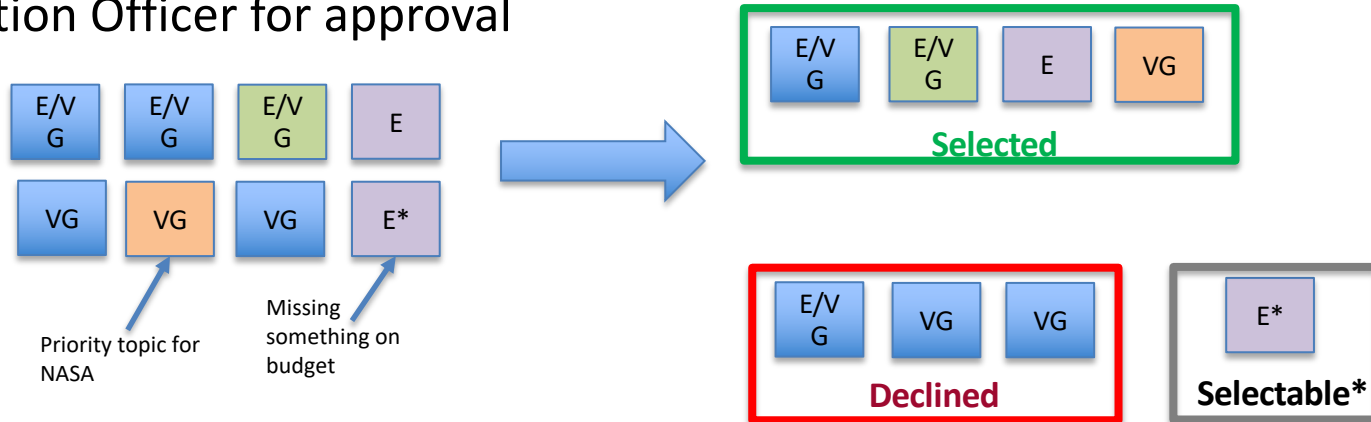 tion Officer for approval
E/V
G
E/V
G
E/V
G
E
VG
VG
VG
E*
Priority topic for
NASA
Missing
something on
budget
E/V
G
E/V
G
E
VG
Selected
E/V
G
VG
VG
Declined
E*
Selectable*